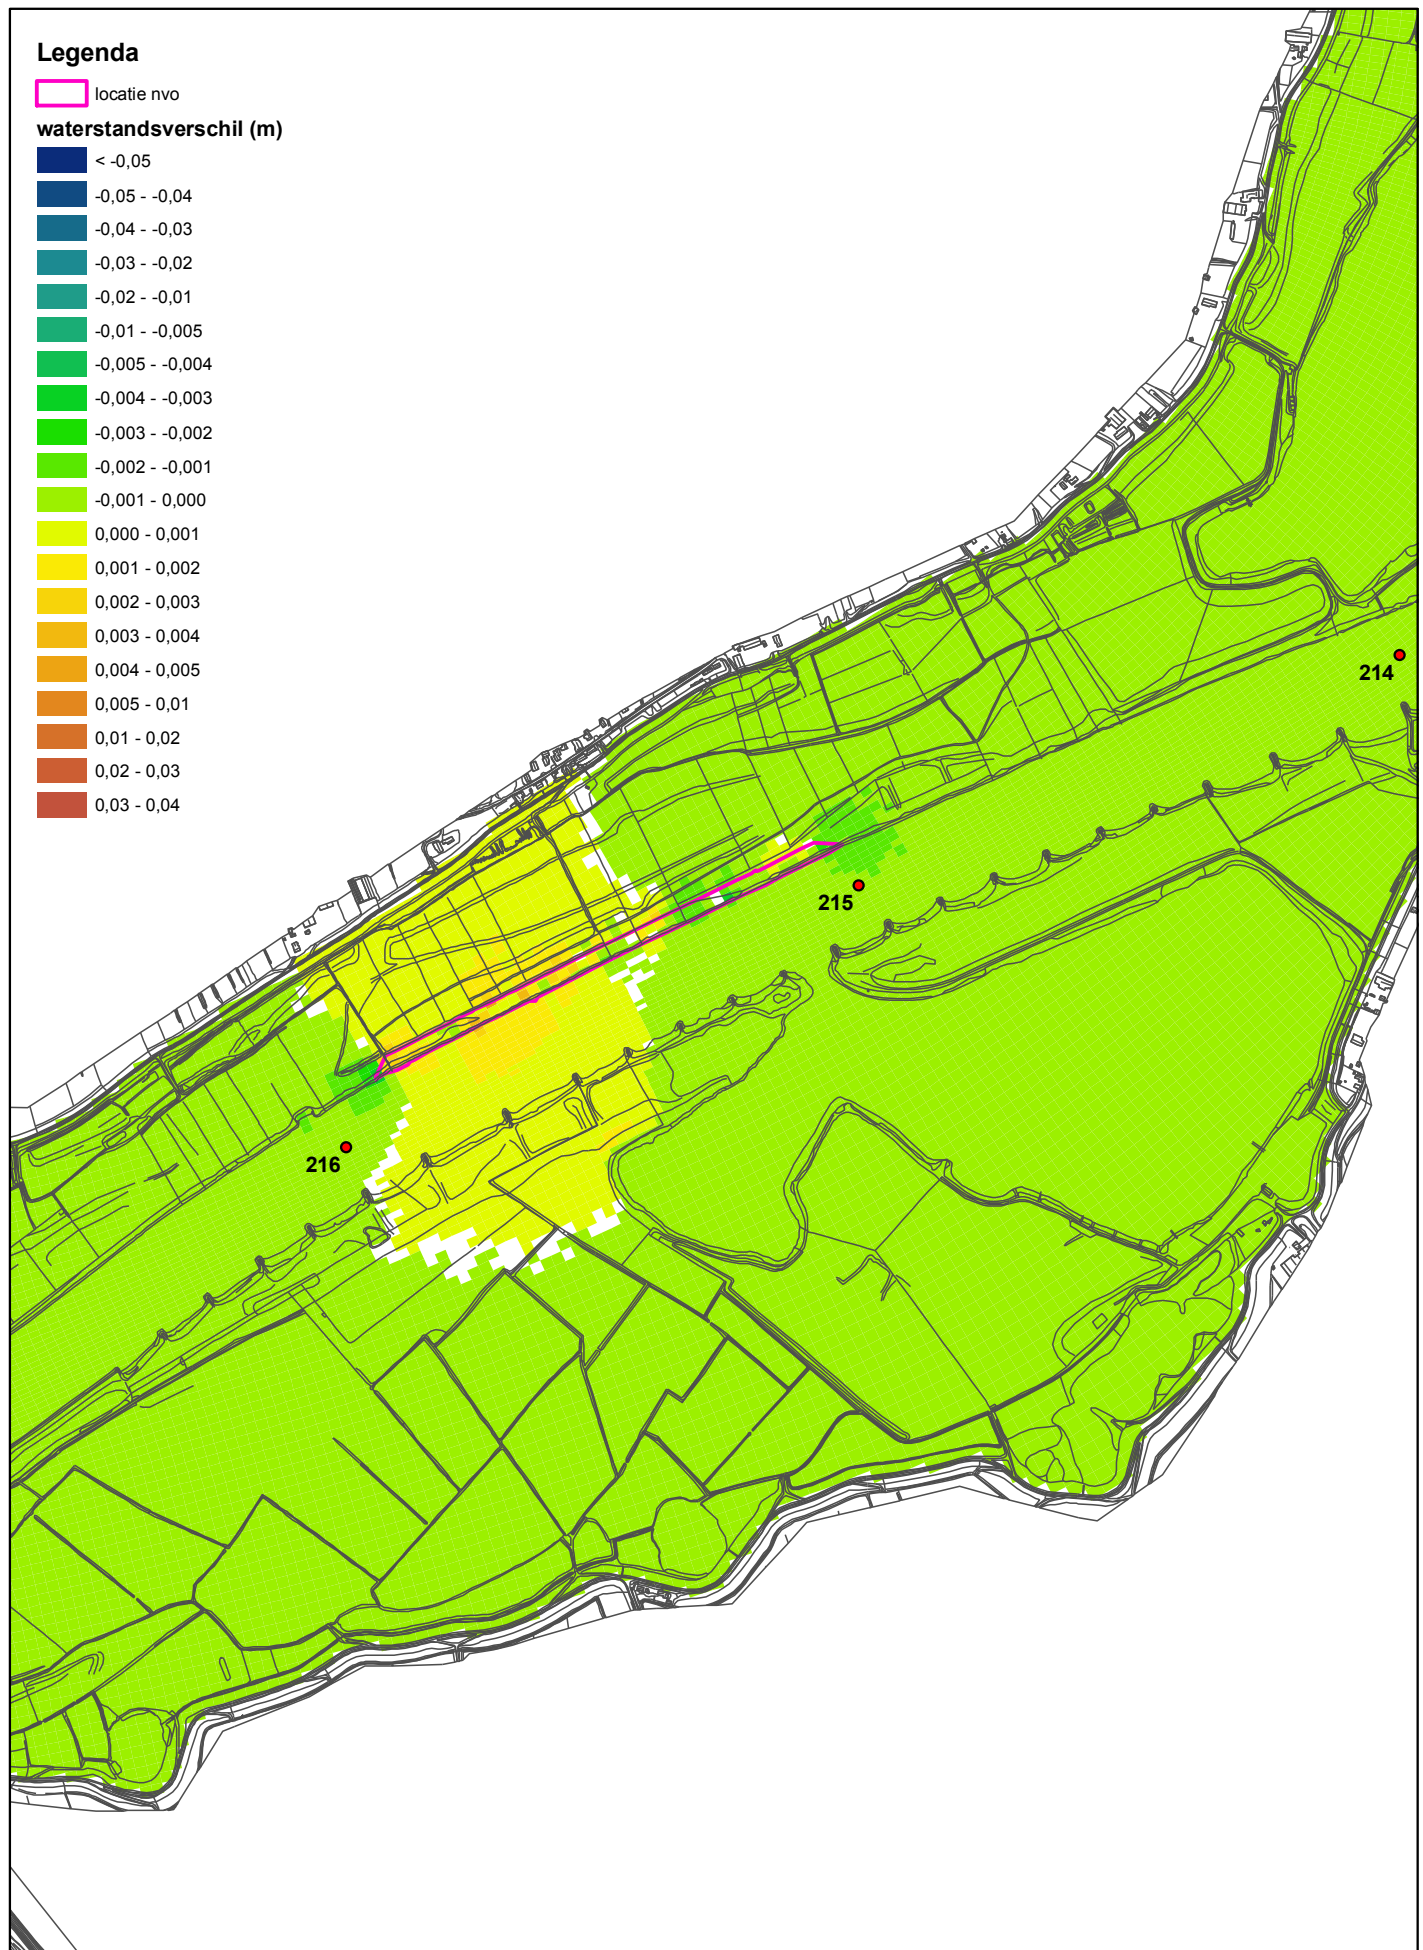 Legenda
locatie nvo
waterstandsverschil (m)
< -0,05
-0,05 - -0,04
-0,04 - -0,03
-0,03 - -0,02
-0,02 - -0,01
-0,01 - -0,005
-0,005 - -0,004
-0,004 - -0,003
-0,003 - -0,002
-0,002 - -0,001
-0,001 - 0,000
0,000 - 0,001
0,001 - 0,002
0,002 - 0,003
0,003 - 0,004
0,004 - 0,005
0,005 - 0,01
0,01 - 0,02
0,02 - 0,03
0,03 - 0,04
214
215
216